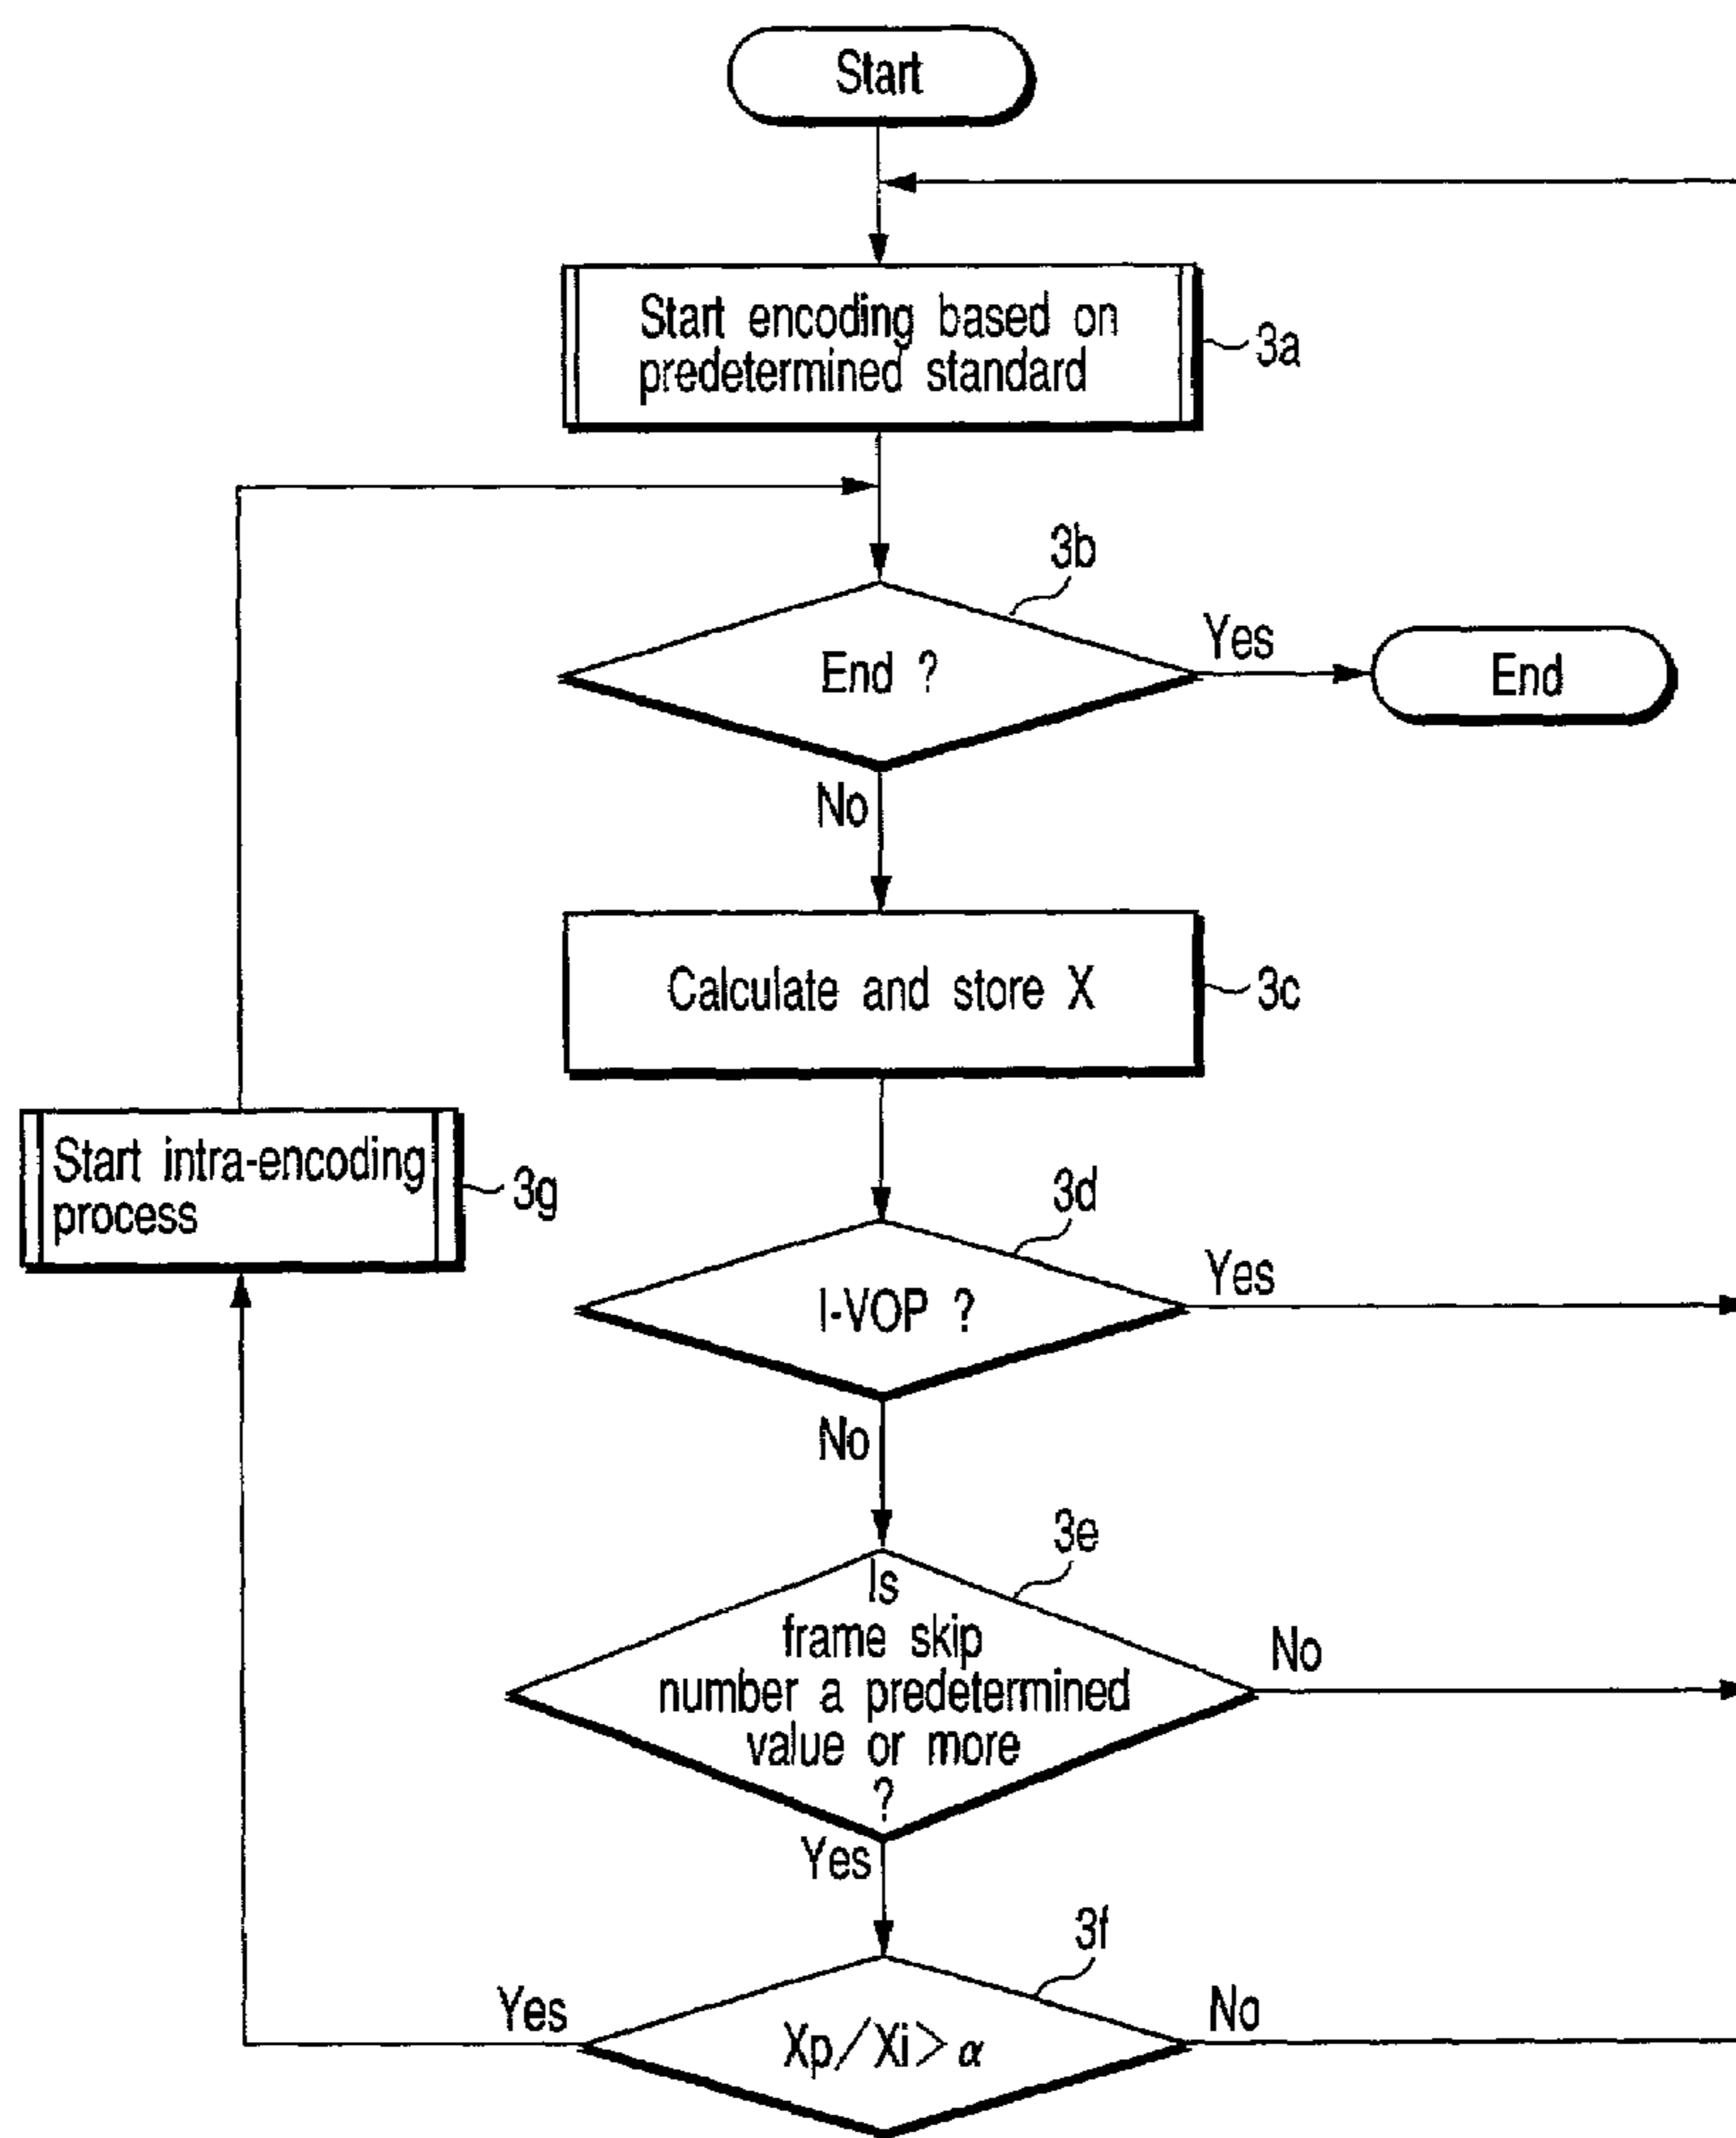 Start
Start encoding based on
predetermined standard
3a
3b
End ?
Yes
End
No
Calculate and store X
3c
Start intra-encoding
process
3g
3d
I-VOP ?
Yes
No
3e
Is
frame skip
number a predetermined
value or more
?
No
Yes
3f
Xp/Xi>α
Yes
No